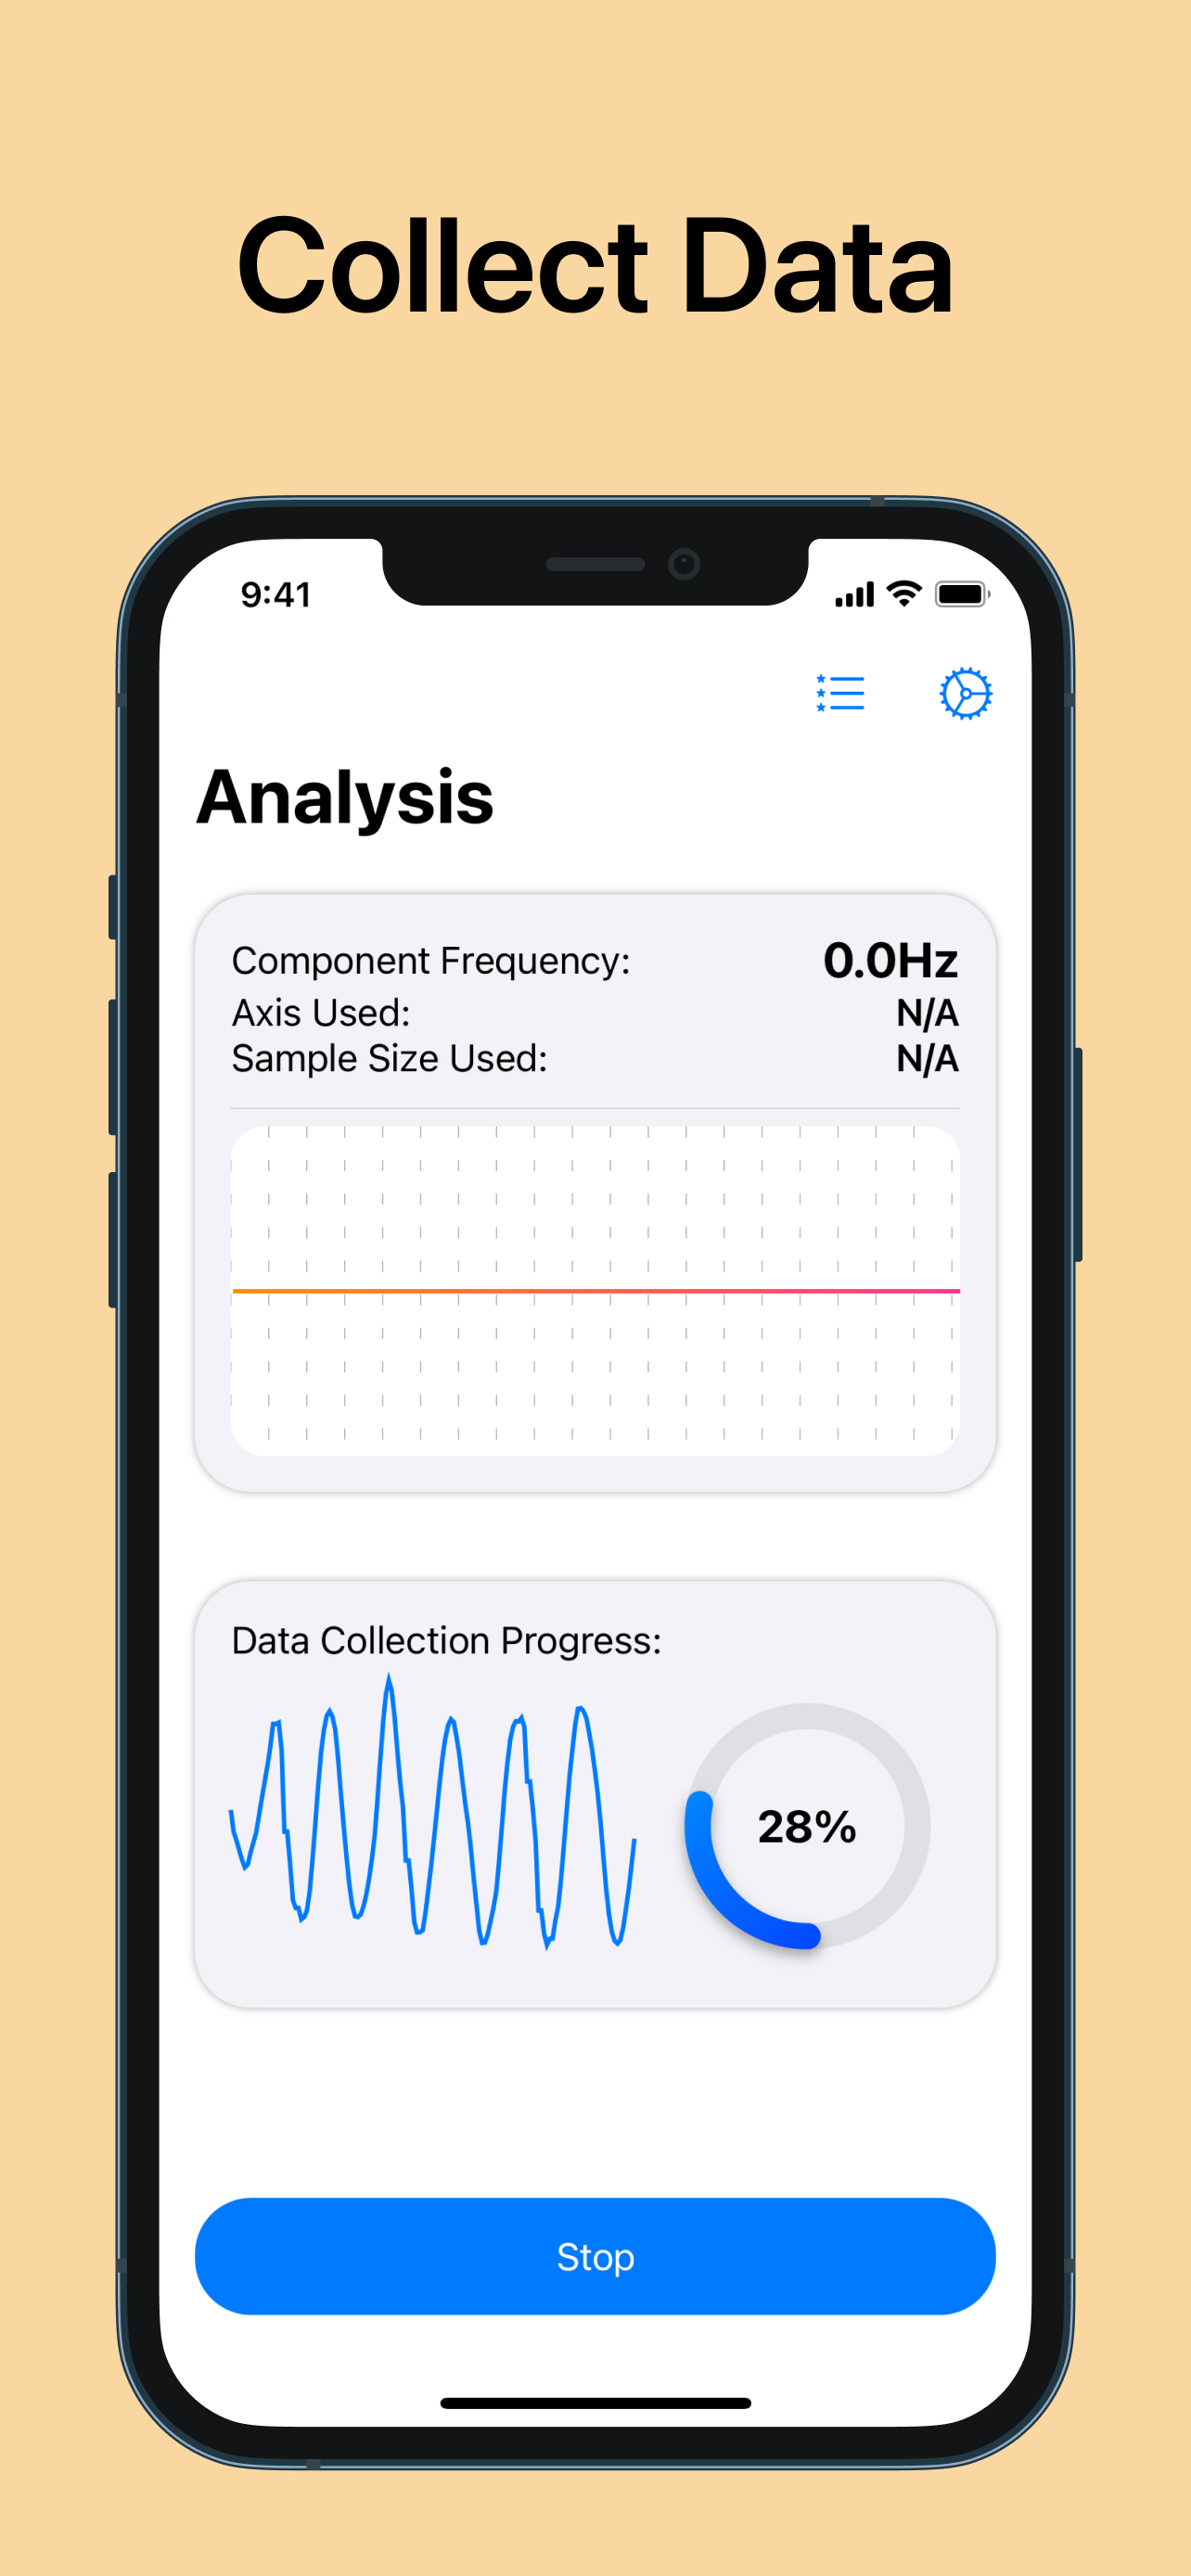 Collect Data
9:41
Analysis
Component Frequency: 0.0Hz
Axis Used: N/A
Sample Size Used: N/A
Data Collection Progress:
28%
Stop